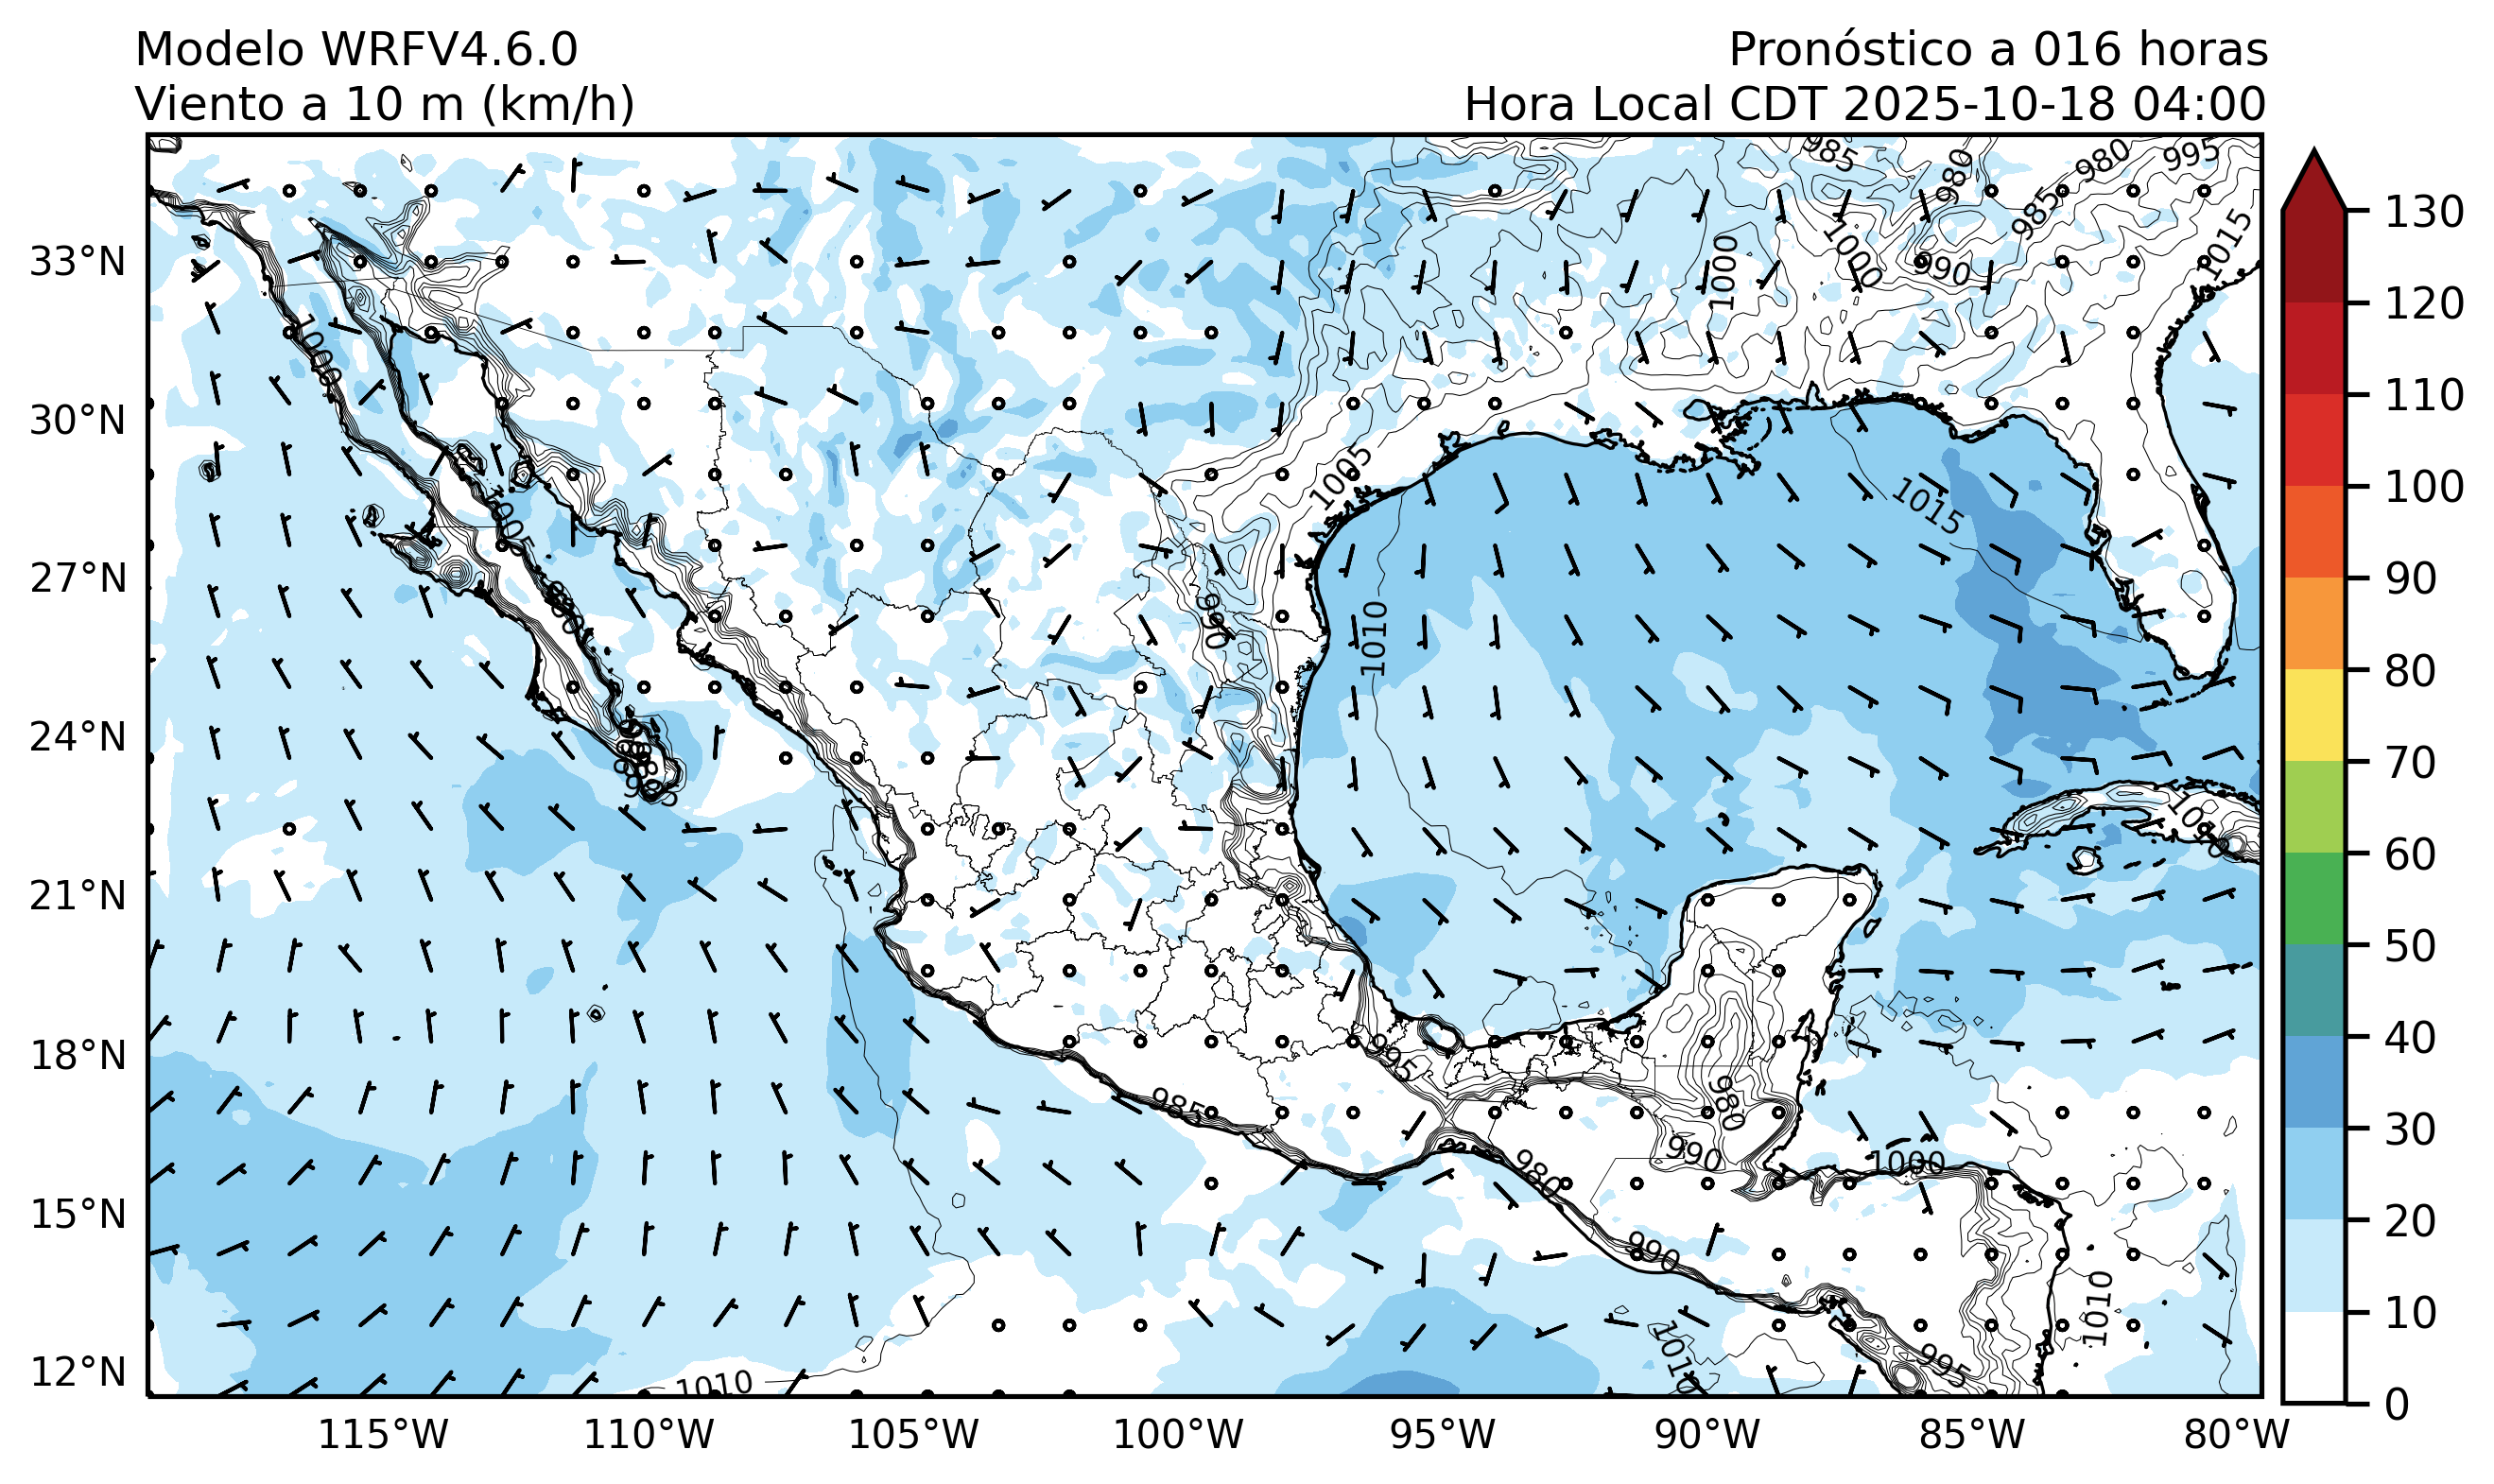 Modelo WRFV4.6.0
Viento a 10 m (km/h)
Pronóstico a 016 horas
Hora Local CDT 2025-10-18 04:00
33°N
30°N
27°N
24°N
21°N
18°N
15°N
12°N
115°W
110°W
105°W
100°W
95°W
90°W
85°W
80°W
130
120
110
100
90
80
70
60
50
40
30
20
10
0
985
980
980
995
985
1015
1000
1000
990
1000
1005
1015
1005
990
1010
1010
995
985
980
990
1000
980
990
1010
1010
1010
995